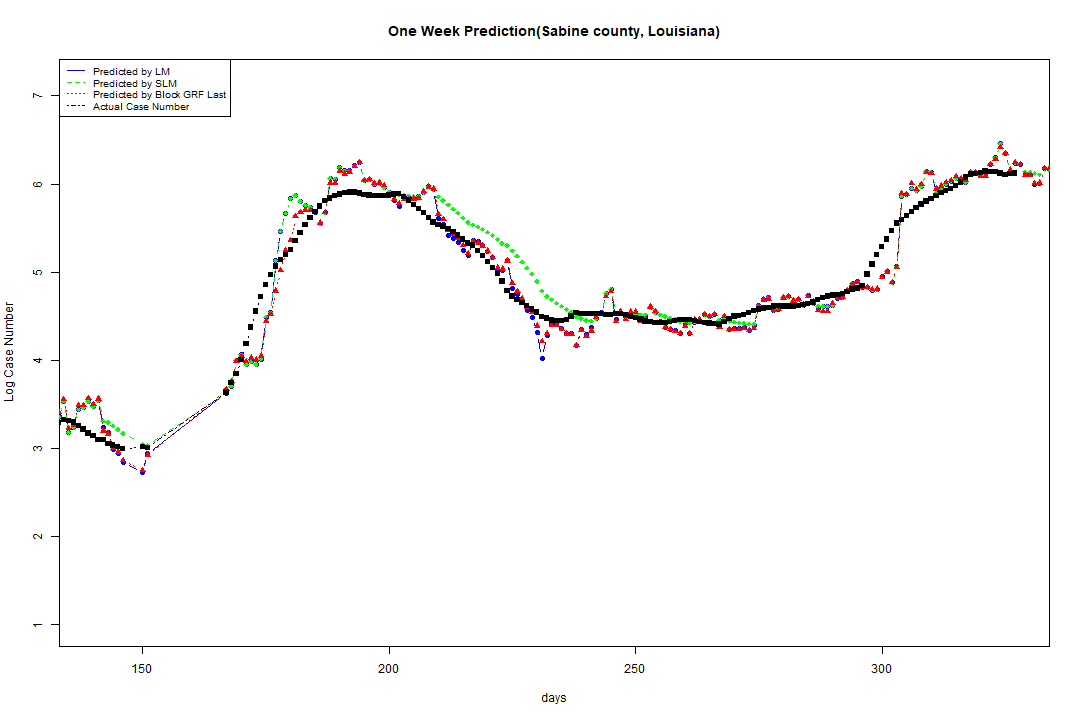 One Week Prediction(Sabine county, Louisiana)
Predicted by LM
Predicted by SLM
Predicted by Block GRF Last
Actual Case Number
7
6
5
4
3
2
1
Log Case Number
150 200 250 300
days